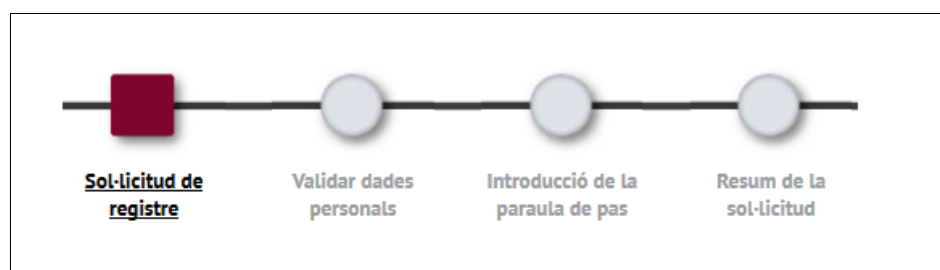 Sol·licitud de
registre
Validar dades
personals
Introducció de la
paraula de pas
Resum de la
sol·licitud